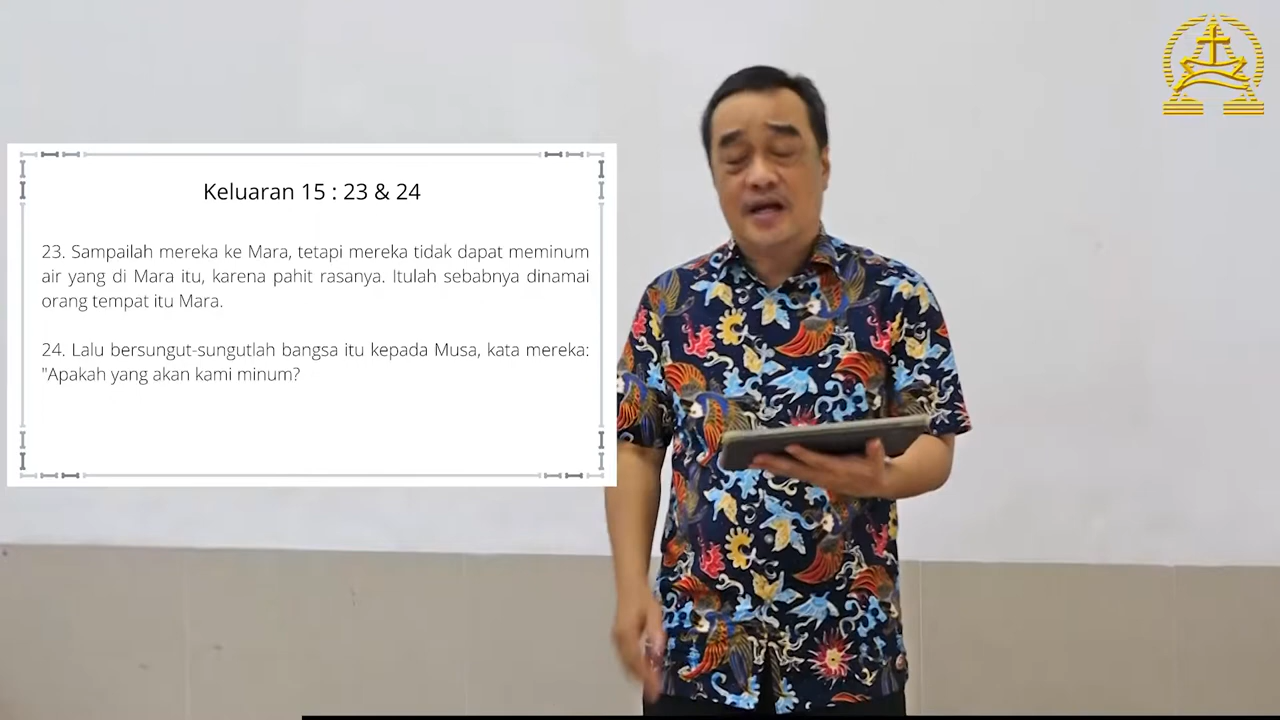 Keluaran 15 : 23 & 24
23. Sampailah mereka ke Mara, tetapi mereka tidak dapat meminum
air yang di Mara itu, karena pahit rasanya. Itulah sebabnya dinamai
orang tempat itu Mara.
24. Lalu bersungut-sungutlah bangsa itu kepada Musa, kata mereka:
"Apakah yang akan kami minum?